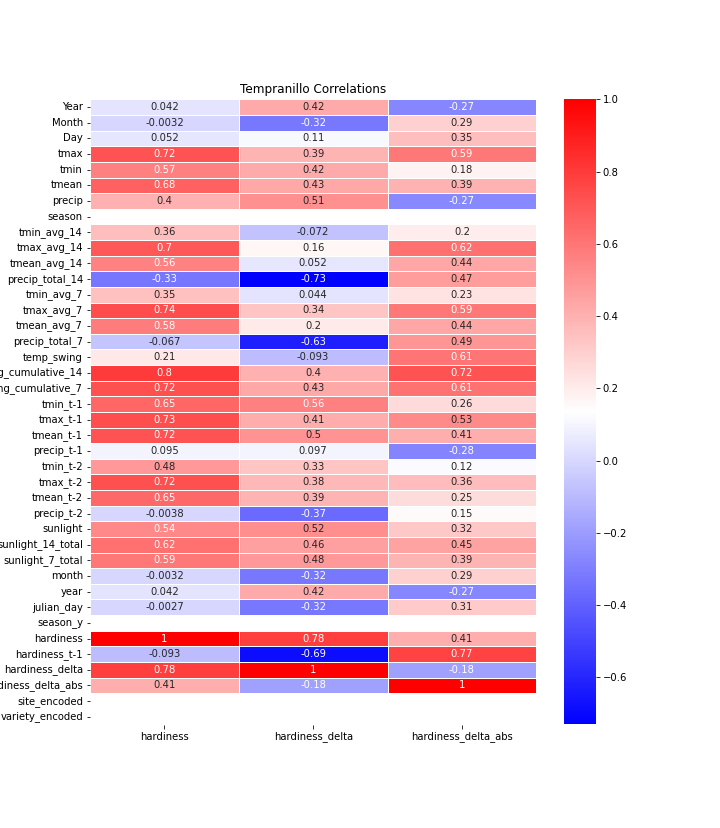 Tempranillo Correlations
Year 0.042 0.42 -0.27
Month -0.0032 -0.32 0.29
Day 0.052 0.11 0.35
tmax 0.72 0.39 0.59
tmin 0.57 0.42 0.18
tmean 0.68 0.43 0.39
precip 0.4 0.51 -0.27
season
tmin_avg_14 0.36 -0.072 0.2
tmax_avg_14 0.7 0.16 0.62
tmean_avg_14 0.56 0.052 0.44
precip_total_14 -0.33 -0.73 0.47
tmin_avg_7 0.35 0.044 0.23
tmax_avg_7 0.74 0.34 0.59
tmean_avg_7 0.58 0.2 0.44
precip_total_7 -0.067 -0.63 0.49
temp_swing 0.21 -0.093 0.61
ng_cumulative_14 0.8 0.4 0.72
ng_cumulative_7 0.72 0.43 0.61
tmin_t-1 0.65 0.56 0.26
tmax_t-1 0.73 0.41 0.53
tmean_t-1 0.72 0.5 0.41
precip_t-1 0.095 0.097 -0.28
tmin_t-2 0.48 0.33 0.12
tmax_t-2 0.72 0.38 0.36
tmean_t-2 0.65 0.39 0.25
precip_t-2 -0.0038 -0.37 0.15
sunlight 0.54 0.52 0.32
sunlight_14_total 0.62 0.46 0.45
sunlight_7_total 0.59 0.48 0.39
month -0.0032 -0.32 0.29
year 0.042 0.42 -0.27
julian_day -0.0027 -0.32 0.31
season_y
hardiness 1 0.78 0.41
hardiness_t-1 -0.093 -0.69 0.77
hardiness_delta 0.78 1 -0.18
diness_delta_abs 0.41 -0.18 1
site_encoded
variety_encoded
hardiness hardiness_delta hardiness_delta_abs
1.0
0.8
0.6
0.4
0.2
0.0
−0.2
−0.4
−0.6